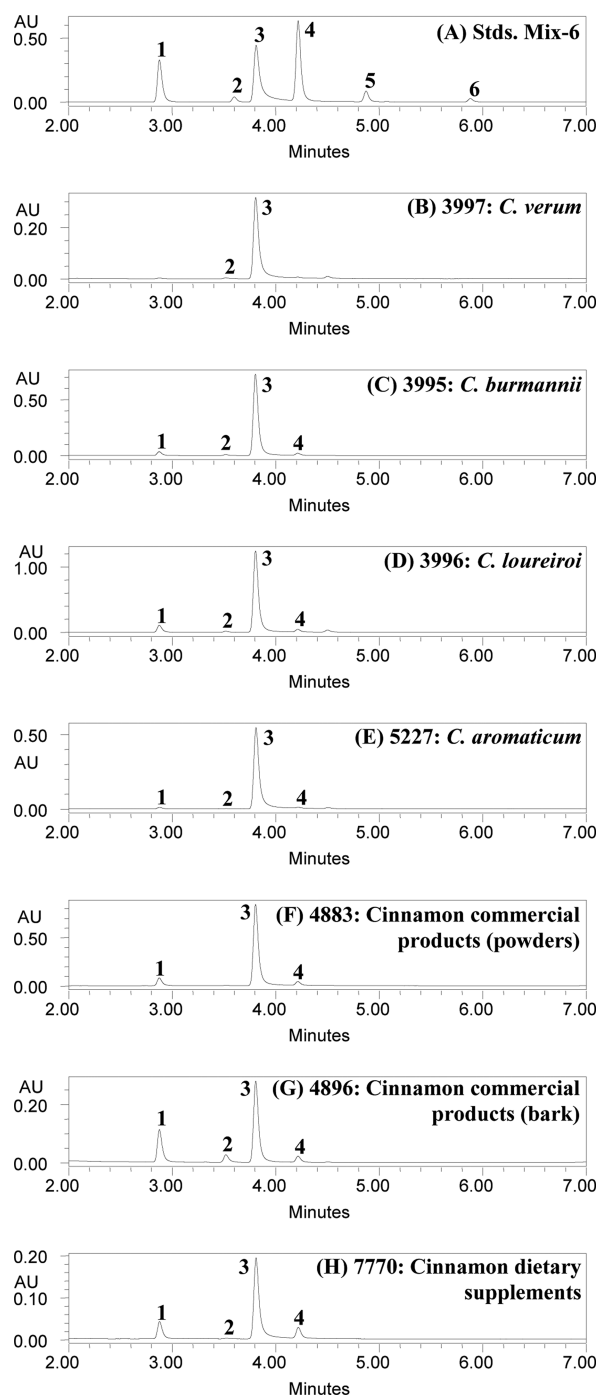 AU
0.50
0.00
1
2
3
4
5
6
(A) Stds. Mix-6
2.00 3.00 4.00 5.00 6.00 7.00
Minutes
AU
0.20
0.00
2
3
(B) 3997: C. verum
2.00 3.00 4.00 5.00 6.00 7.00
Minutes
AU
0.50
0.00
1
2
3
4
(C) 3995: C. burmannii
2.00 3.00 4.00 5.00 6.00 7.00
Minutes
AU
1.00
0.00
1
2
3
4
(D) 3996: C. loureiroi
2.00 3.00 4.00 5.00 6.00 7.00
Minutes
0.50
AU
0.00
1
2
3
4
(E) 5227: C. aromaticum
2.00 3.00 4.00 5.00 6.00 7.00
Minutes
AU
0.50
0.00
1
3
4
(F) 4883: Cinnamon commercial
products (powders)
2.00 3.00 4.00 5.00 6.00 7.00
Minutes
AU
0.20
0.00
1
2
3
4
(G) 4896: Cinnamon commercial
products (bark)
2.00 3.00 4.00 5.00 6.00 7.00
Minutes
0.20
AU
0.10
0.00
1
2
3
4
(H) 7770: Cinnamon dietary
supplements
2.00 3.00 4.00 5.00 6.00 7.00
Minutes